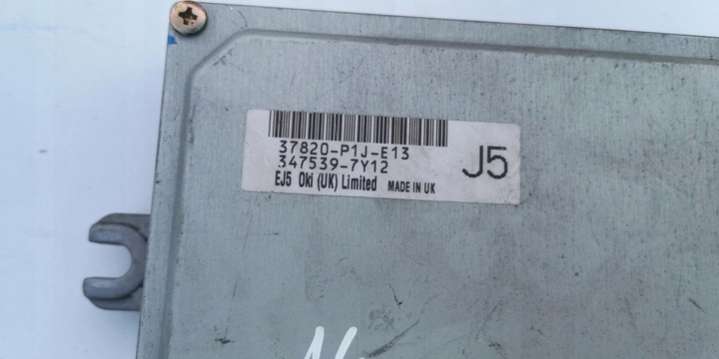 37820-P1J-E13
347539-7Y12
J5
EJ5 Oki (UK) Limited MADE IN UK